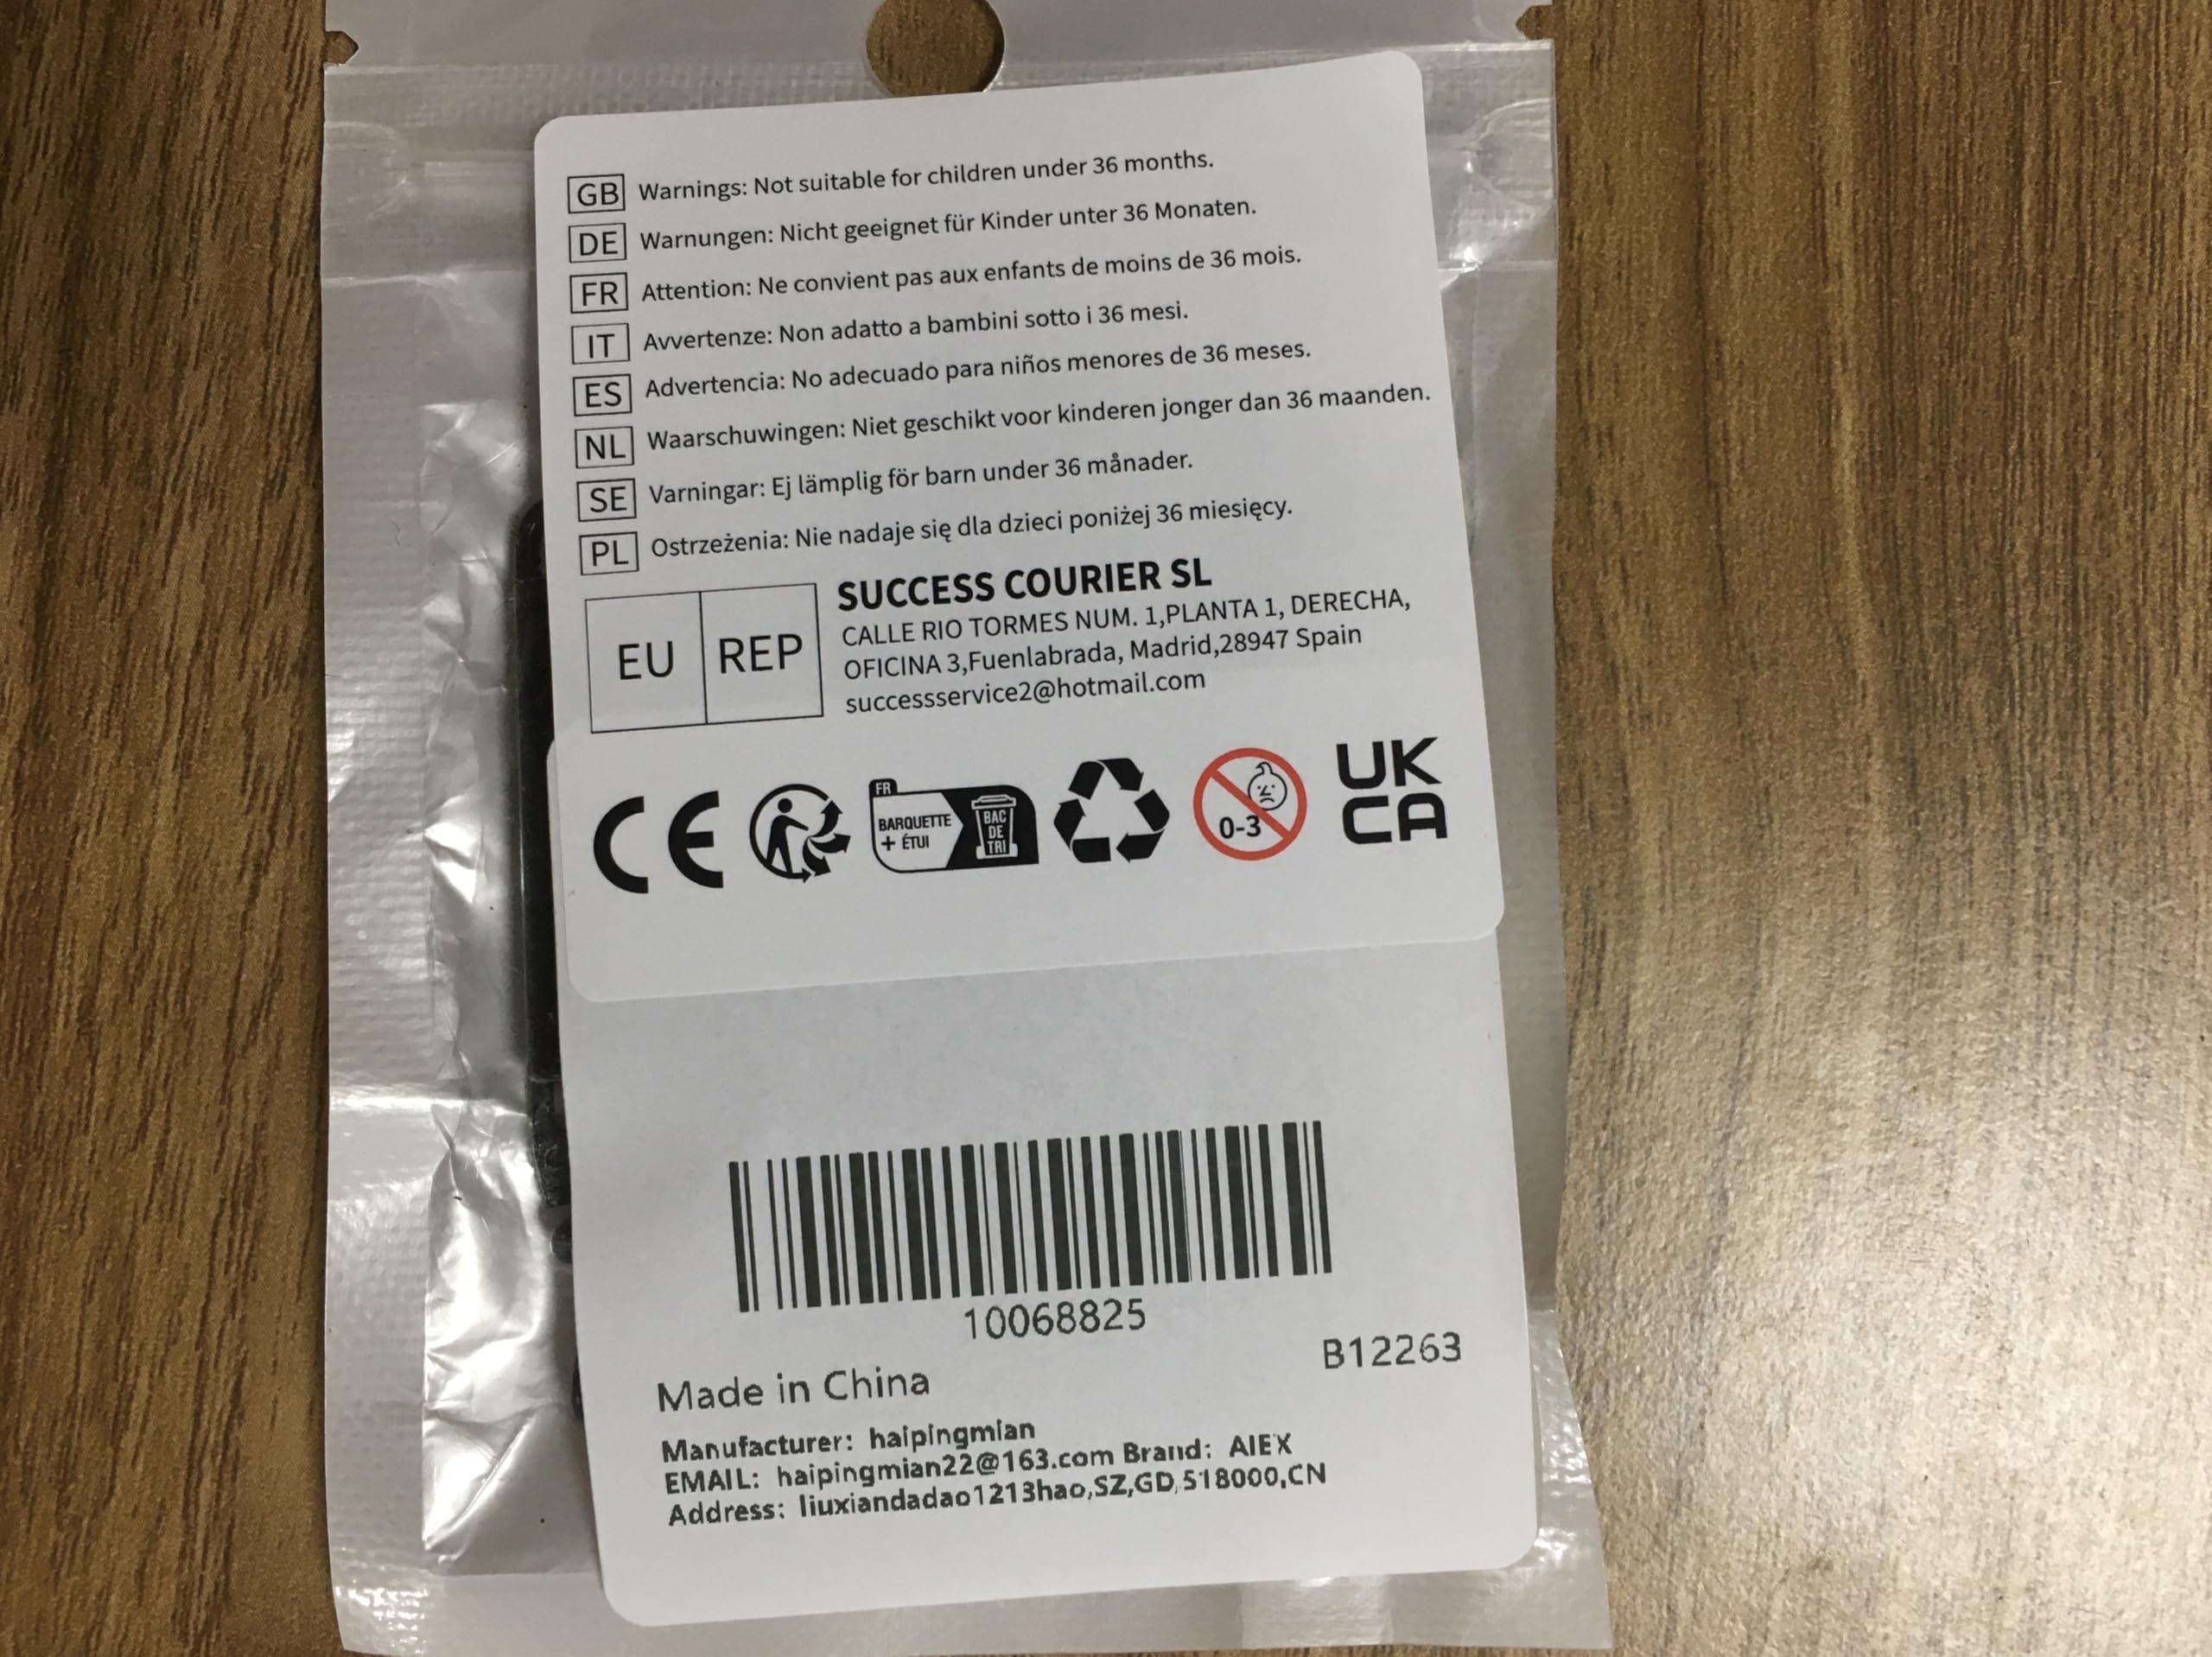 GB Warnings: Not suitable for children under 36 months.
DE Warnungen: Nicht geeignet für Kinder unter 36 Monaten.
FR Attention: Ne convient pas aux enfants de moins de 36 mois.
IT Avvertenze: Non adatto a bambini sotto i 36 mesi.
ES Advertencia: No adecuado para niños menores de 36 meses.
NL Waarschuwingen: Niet geschikt voor kinderen jonger dan 36 maanden.
SE Varningar: Ej lämplig för barn under 36 månader.
PL Ostrzeżenia: Nie nadaje się dla dzieci poniżej 36 miesięcy.
EU REP
SUCCESS COURIER SL
CALLE RIO TORMES NUM. 1,PLANTA 1, DERECHA,
OFICINA 3,Fuenlabrada, Madrid,28947 Spain
successservice2@hotmail.com
CE
FR
BARQUETTE
+ ÉTUI
BAC
DE
TRI
0-3
UK
CA
10068825
B12263
Made in China
Manufacturer: haipingmian
EMAIL: haipingmian22@163.com Brand: AIEX
Address: liuxiandadao1213hao,SZ,GD,518000,CN